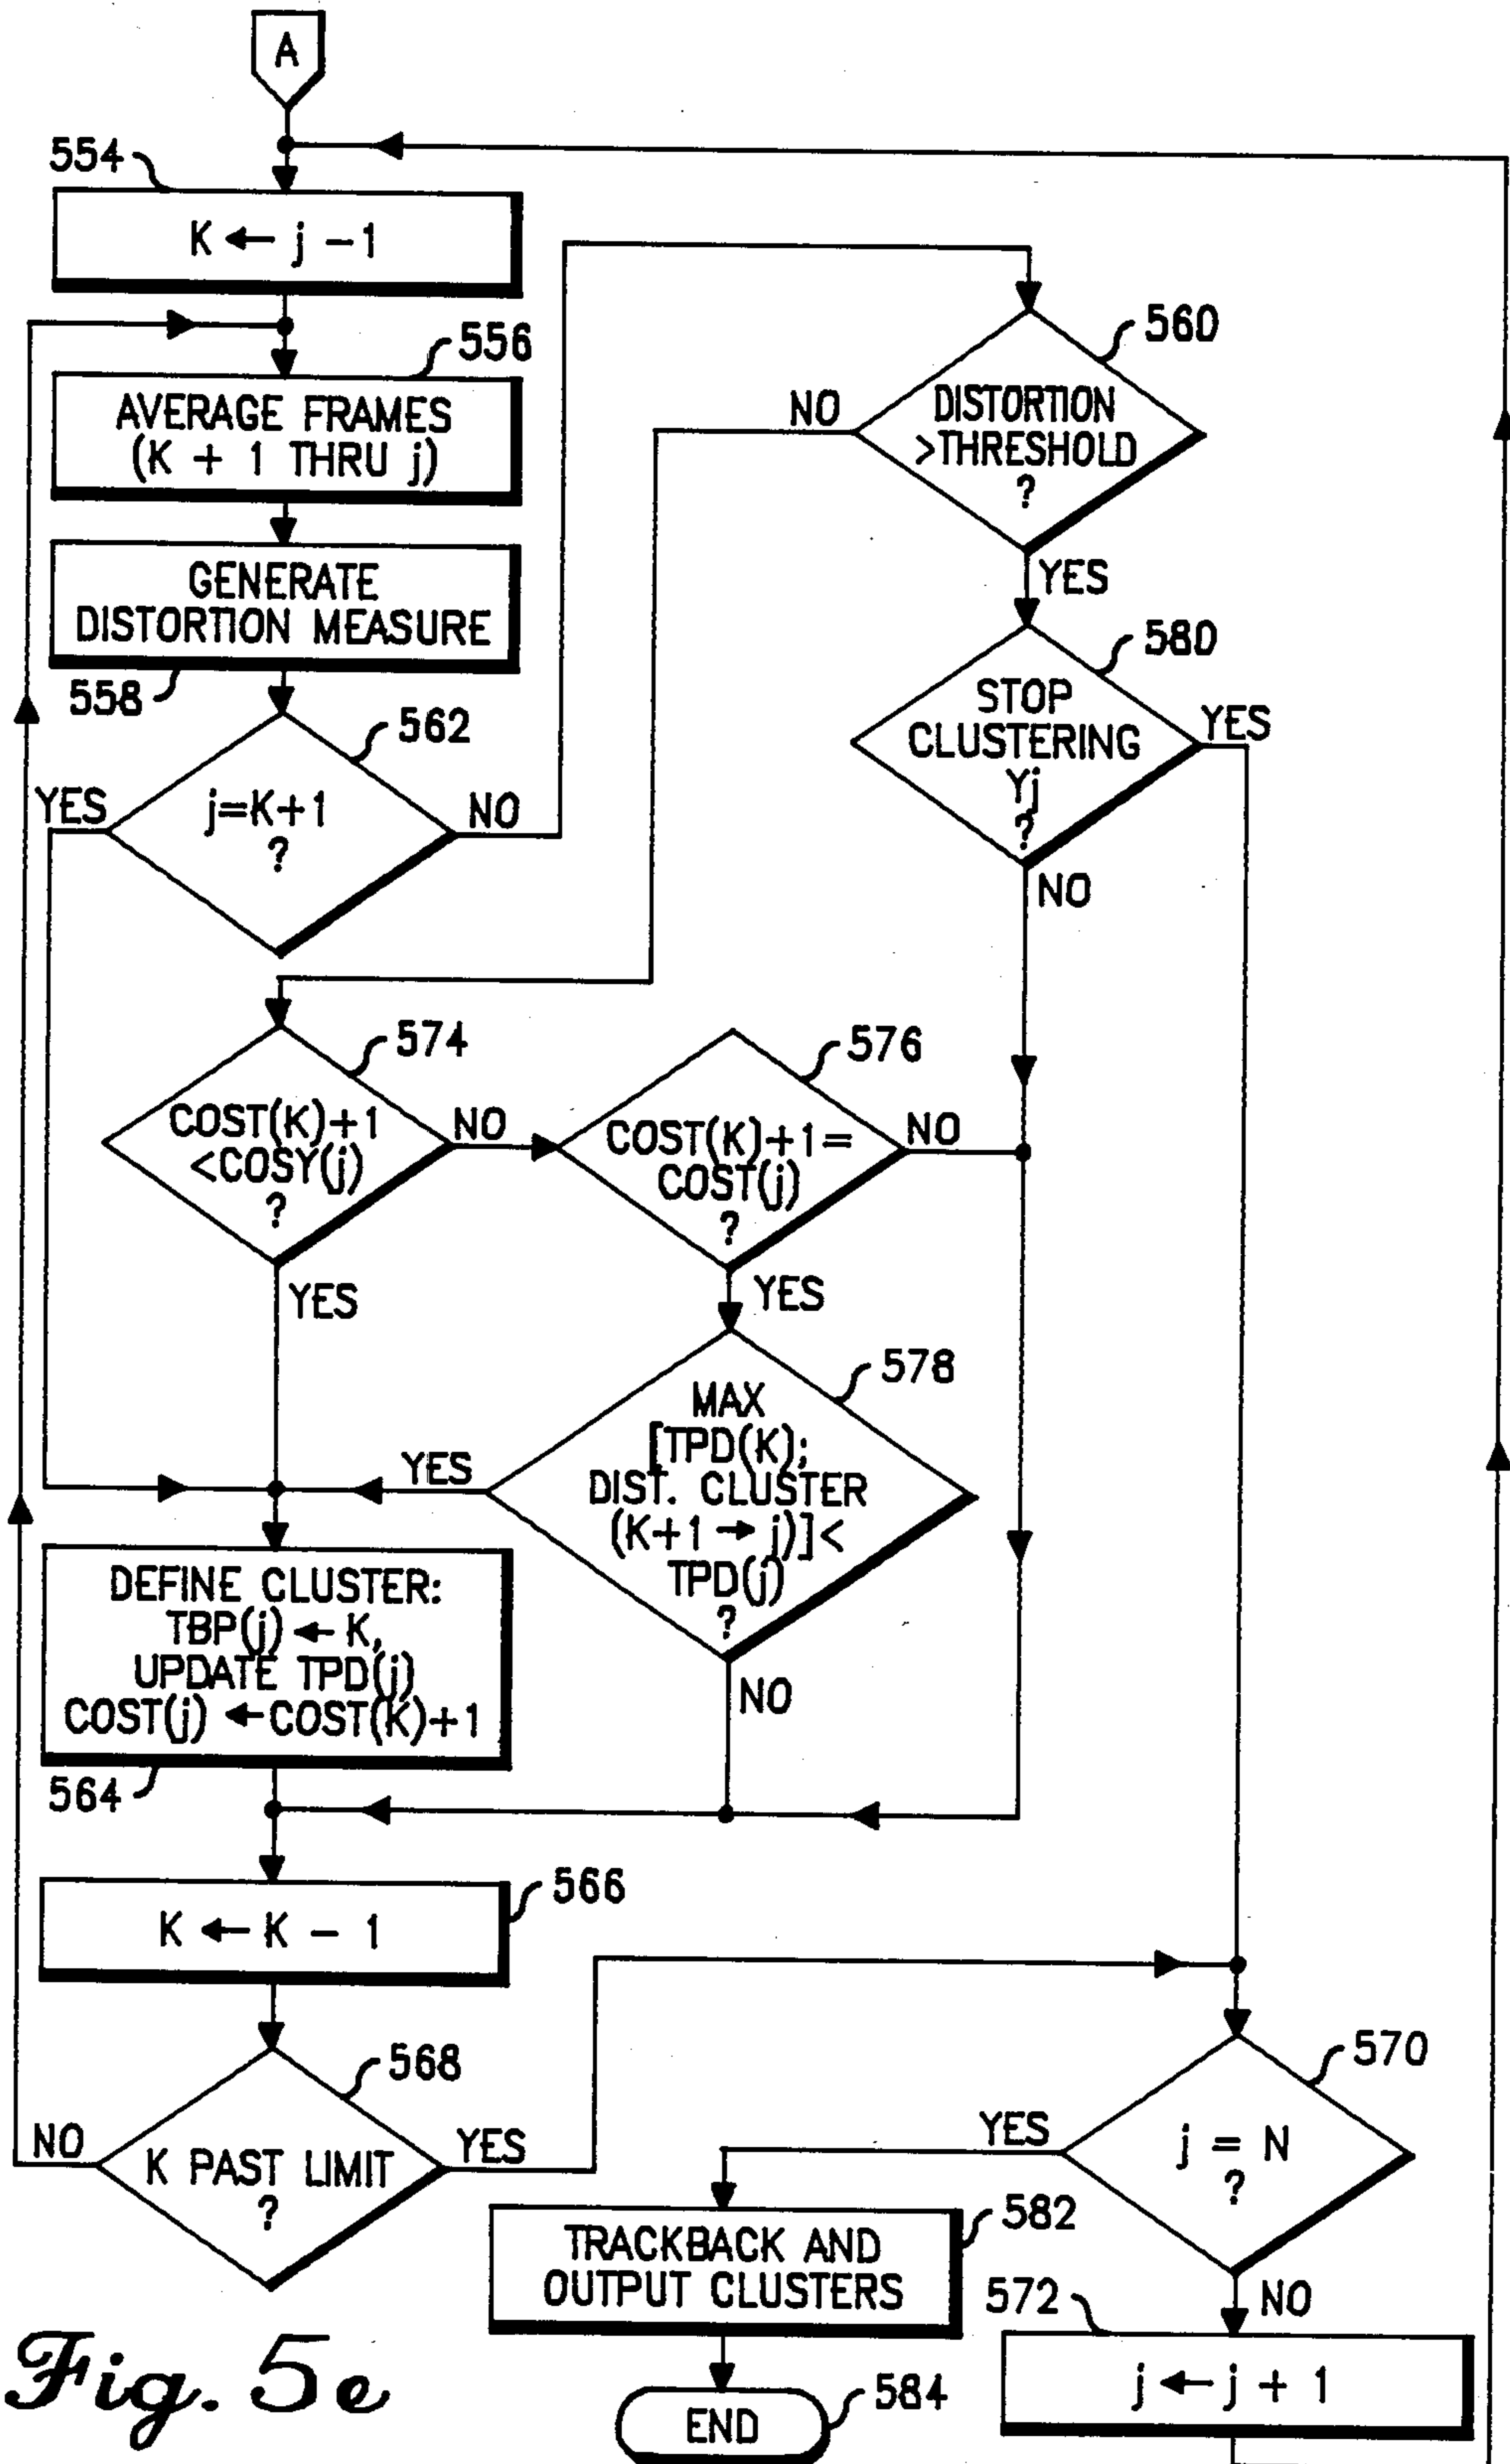 A
554
K ← j - 1
556
AVERAGE FRAMES
(K + 1 THRU j)
GENERATE
DISTORTION MEASURE
558
562
j=K+1
?
YES
NO
560
DISTORTION
>THRESHOLD
?
NO
YES
580
STOP
CLUSTERING
Yj
?
YES
NO
574
COST(K)+1
<COSY(j)
?
NO
YES
576
COST(K)+1=
COST(j)
?
NO
YES
578
MAX
[TPD(K);
DIST. CLUSTER
(K+1 → j)]<
TPD(j)
?
YES
NO
DEFINE CLUSTER:
TBP(j) ← K,
UPDATE TPD(j)
COST(j) ← COST(K)+1
564
566
K ← K - 1
568
K PAST LIMIT
?
NO
YES
570
j = N
?
YES
NO
582
TRACKBACK AND
OUTPUT CLUSTERS
572
j ← j + 1
584
END
Fig. 5e